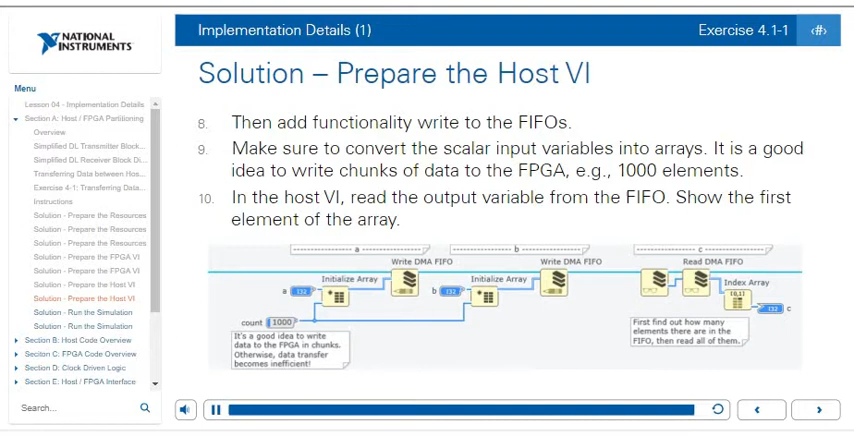 NATIONAL
INSTRUMENTS
Implementation Details (1)
Exercise 4.1-1
‹#›
Menu
Lesson 04 - Implementation Details
Section A: Host / FPGA Partitioning
Overview
Simplified DL Transmitter Block...
Simplified DL Receiver Block Di...
Transferring Data between Hos...
Exercise 4-1: Transferring Data...
Instructions
Solution - Prepare the Resources
Solution - Prepare the Resources
Solution - Prepare the Resources
Solution - Prepare the FPGA VI
Solution - Prepare the FPGA VI
Solution - Prepare the Host VI
Solution - Prepare the Host VI
Solution - Run the Simulation
Solution - Run the Simulation
Section B: Host Code Overview
Seciton C: FPGA Code Overview
Section D: Clock Driven Logic
Section E: Host / FPGA Interface
Search...
Solution – Prepare the Host VI
8. Then add functionality write to the FIFOs.
9. Make sure to convert the scalar input variables into arrays. It is a good
idea to write chunks of data to the FPGA, e.g., 1000 elements.
10. In the host VI, read the output variable from the FIFO. Show the first
element of the array.
a
b
c
Write DMA FIFO
Write DMA FIFO
Read DMA FIFO
Initialize Array
Initialize Array
Index Array
a I32
b I32
[0,1]
I32 c
count 1000
It's a good idea to write
data to the FPGA in chunks.
Otherwise, data transfer
becomes inefficient!
First find out how many
elements there are in the
FIFO, then read all of them.